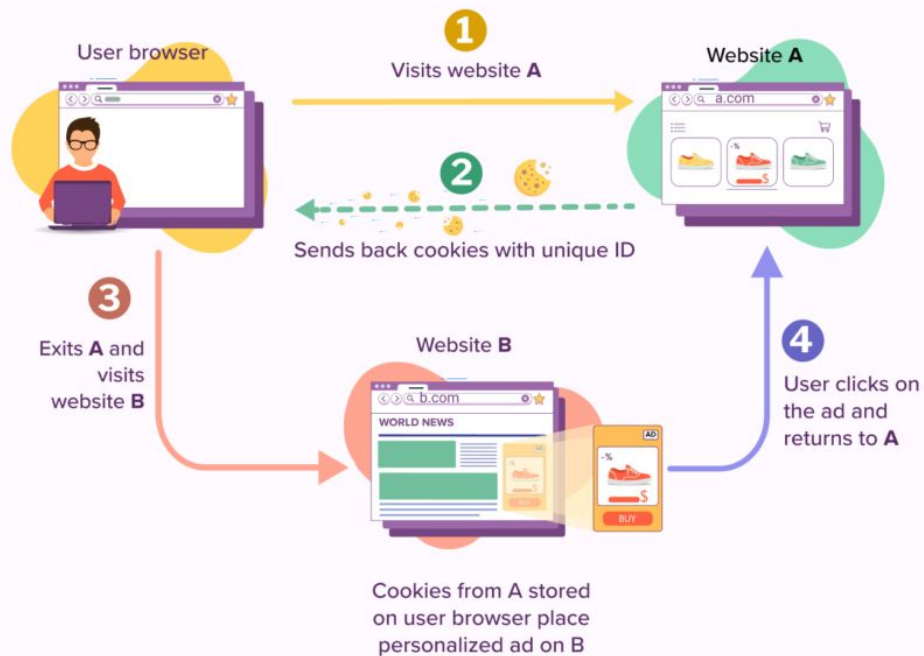 1
User browser
Visits website A
Website A
a.com
-%
$
2
Sends back cookies with unique ID
3
Exits A and
visits
website B
Website B
b.com
WORLD NEWS
-%
$
AD
-%
$
BUY
4
User clicks on
the ad and
returns to A
Cookies from A stored
on user browser place
personalized ad on B